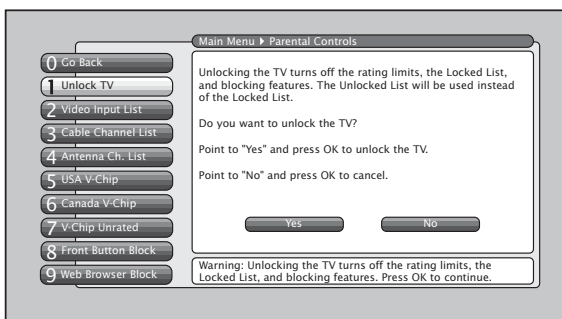 Main Menu ▶ Parental Controls
0 Go Back
1 Unlock TV
2 Video Input List
3 Cable Channel List
4 Antenna Ch. List
5 USA V-Chip
6 Canada V-Chip
7 V-Chip Unrated
8 Front Button Block
9 Web Browser Block
Unlocking the TV turns off the rating limits, the Locked List,
and blocking features. The Unlocked List will be used instead
of the Locked List.
Do you want to unlock the TV?
Point to "Yes" and press OK to unlock the TV.
Point to "No" and press OK to cancel.
Yes No
Warning: Unlocking the TV turns off the rating limits, the
Locked List, and blocking features. Press OK to continue.